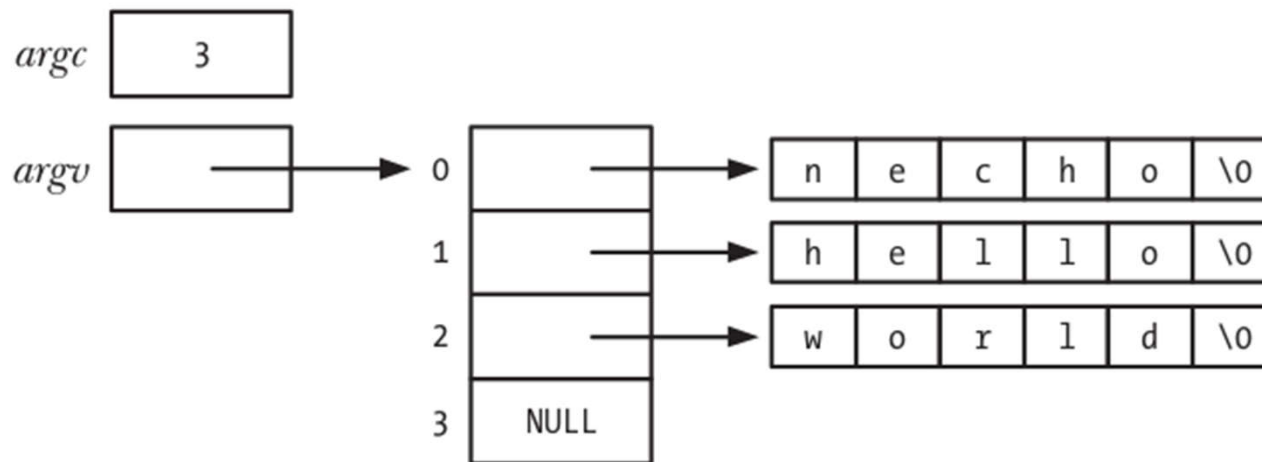 argc 3
argv 0 n e c h o \0
1 h e l l o \0
2 w o r l d \0
3 NULL